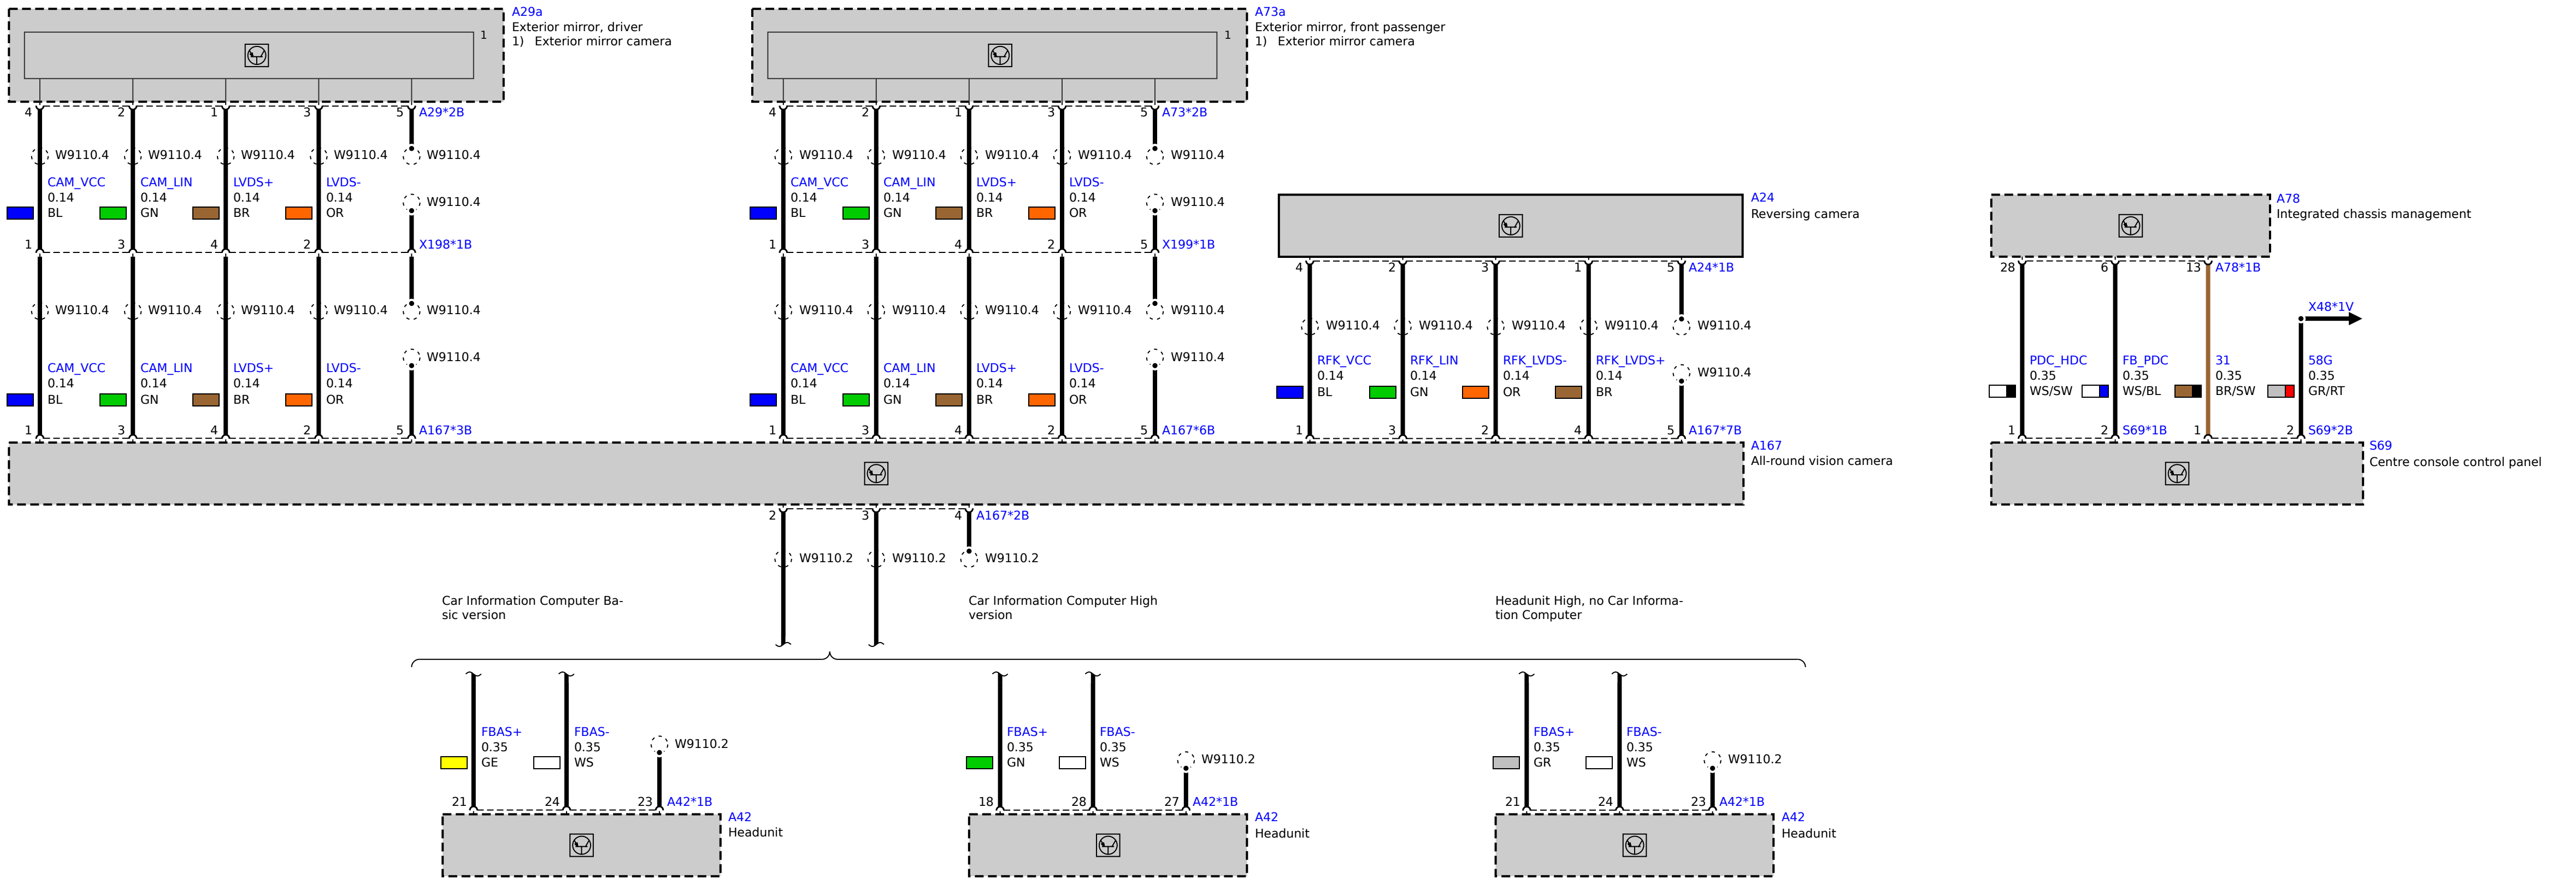 A29a
Exterior mirror, driver
1) Exterior mirror camera
1
A73a
Exterior mirror, front passenger
1) Exterior mirror camera
1
4 2 1 3 5 A29*2B
4 2 1 3 5 A73*2B
W9110.4 W9110.4 W9110.4 W9110.4 W9110.4
W9110.4 W9110.4 W9110.4 W9110.4 W9110.4
CAM_VCC CAM_LIN LVDS+ LVDS-
0.14 0.14 0.14 0.14
BL GN BR OR
W9110.4
CAM_VCC CAM_LIN LVDS+ LVDS-
0.14 0.14 0.14 0.14
BL GN BR OR
W9110.4
1 3 4 2 X198*1B
1 3 4 2 5 X199*1B
W9110.4 W9110.4 W9110.4 W9110.4 W9110.4
W9110.4 W9110.4 W9110.4 W9110.4 W9110.4
W9110.4
W9110.4
CAM_VCC CAM_LIN LVDS+ LVDS-
0.14 0.14 0.14 0.14
BL GN BR OR
CAM_VCC CAM_LIN LVDS+ LVDS-
0.14 0.14 0.14 0.14
BL GN BR OR
1 3 4 2 5 A167*3B
1 3 4 2 5 A167*6B
A24
Reversing camera
4 2 3 1 5 A24*1B
W9110.4 W9110.4 W9110.4 W9110.4 W9110.4
RFK_VCC RFK_LIN RFK_LVDS- RFK_LVDS+
0.14 0.14 0.14 0.14
BL GN OR BR
W9110.4
1 3 2 4 5 A167*7B
A167
All-round vision camera
A78
Integrated chassis management
28 6 13 A78*1B
X48*1V
PDC_HDC FB_PDC 31 58G
0.35 0.35 0.35 0.35
WS/SW WS/BL BR/SW GR/RT
1 2 S69*1B 1 2 S69*2B
S69
Centre console control panel
2 3 4 A167*2B
W9110.2 W9110.2 W9110.2
Car Information Computer Ba-
sic version
Car Information Computer High
version
Headunit High, no Car Informa-
tion Computer
FBAS+ FBAS-
0.35 0.35
GE WS
W9110.2
21 24 23 A42*1B
A42
Headunit
FBAS+ FBAS-
0.35 0.35
GN WS
W9110.2
18 28 27 A42*1B
A42
Headunit
FBAS+ FBAS-
0.35 0.35
GR WS
W9110.2
21 24 23 A42*1B
A42
Headunit